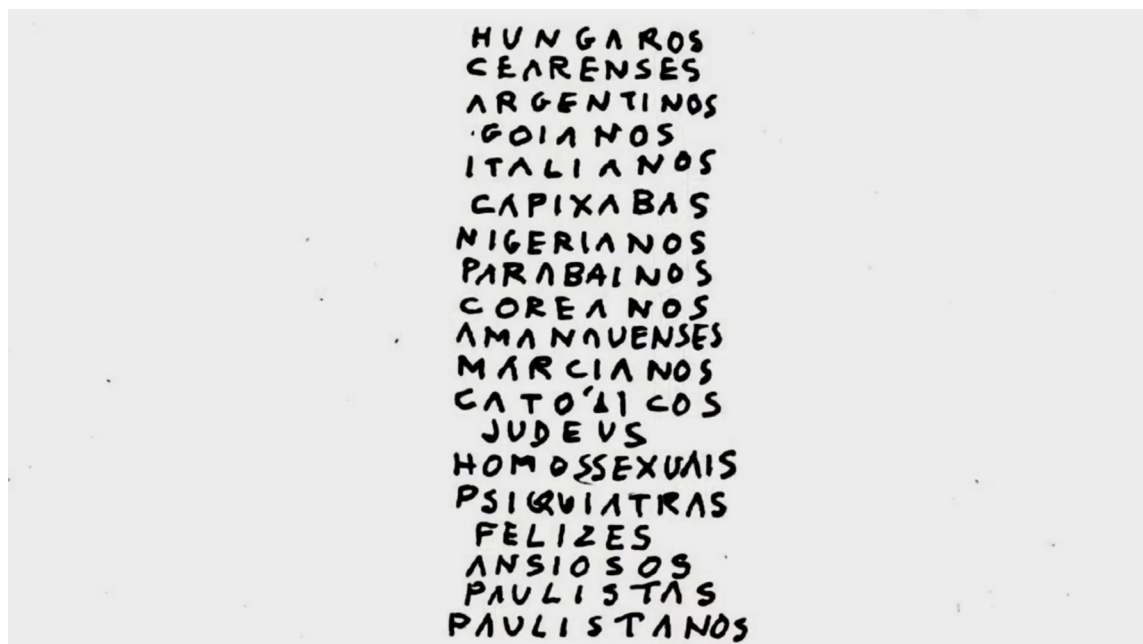 HUNGAROS
CEARENSES
ARGENTINOS
GOIANOS
ITALIANOS
CAPIXABAS
NIGERIANOS
PARABAINOS
COREANOS
AMANAUENSES
MARCIANOS
CATÓLICOS
JUDEUS
HOMOSSEXUAIS
PSIQUIATRAS
FELIZES
ANSIOSOS
PAULISTAS
PAULISTANOS